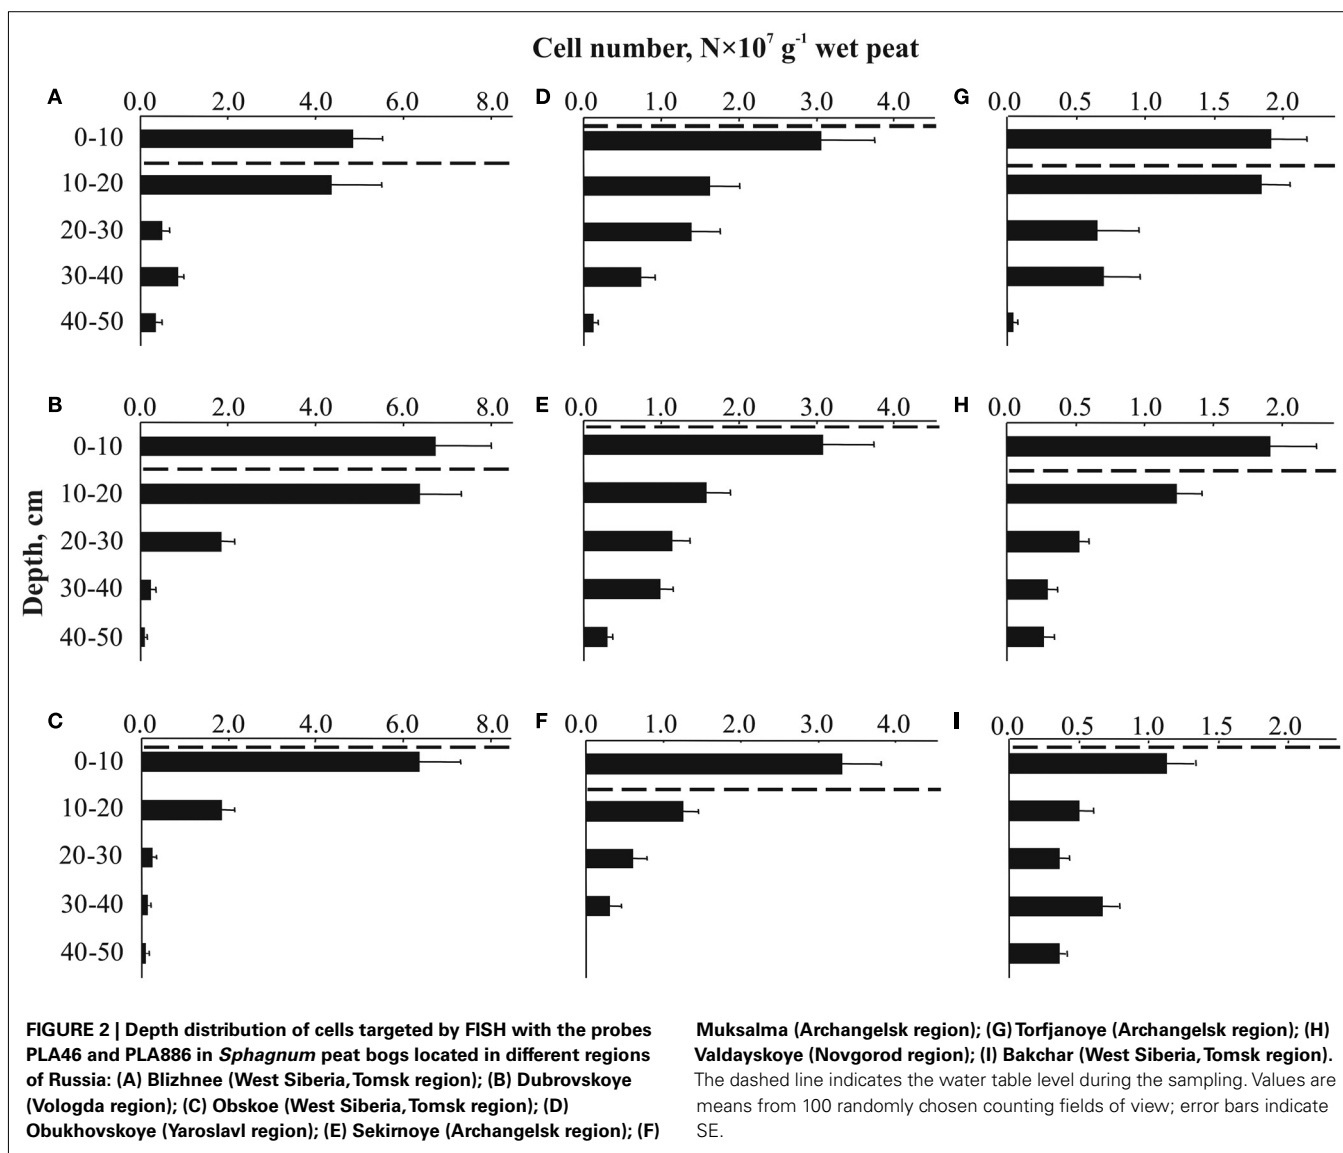 Cell number, N×10⁷ g⁻¹ wet peat
A
0.0 2.0 4.0 6.0 8.0
0-10
10-20
20-30
30-40
40-50
D
0.0 1.0 2.0 3.0 4.0
G
0.0 0.5 1.0 1.5 2.0
B
0.0 2.0 4.0 6.0 8.0
0-10
10-20
20-30
30-40
40-50
Depth, cm
E
0.0 1.0 2.0 3.0 4.0
H
0.0 0.5 1.0 1.5 2.0
C
0.0 2.0 4.0 6.0 8.0
0-10
10-20
20-30
30-40
40-50
F
0.0 1.0 2.0 3.0 4.0
I
0.0 0.5 1.0 1.5 2.0
FIGURE 2 | Depth distribution of cells targeted by FISH with the probes
PLA46 and PLA886 in Sphagnum peat bogs located in different regions
of Russia: (A) Blizhnee (West Siberia, Tomsk region); (B) Dubrovskoye
(Vologda region); (C) Obskoe (West Siberia, Tomsk region); (D)
Obukhovskoye (Yaroslavl region); (E) Sekirnoye (Archangelsk region); (F)
Muksalma (Archangelsk region); (G) Torfjanoye (Archangelsk region); (H)
Valdayskoye (Novgorod region); (I) Bakchar (West Siberia, Tomsk region).
The dashed line indicates the water table level during the sampling. Values are
means from 100 randomly chosen counting fields of view; error bars indicate
SE.